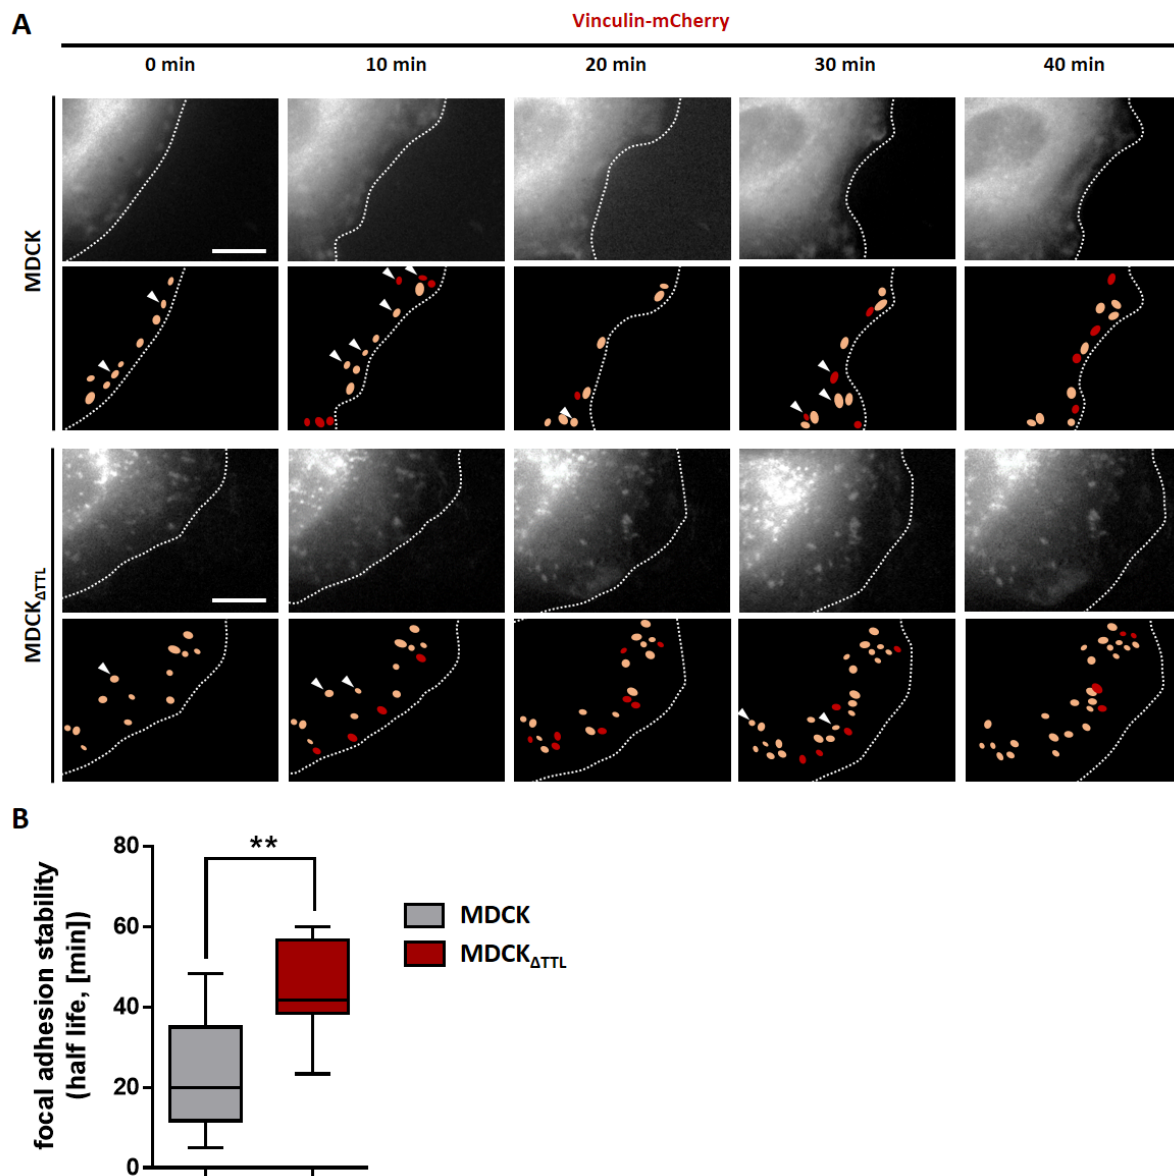 A
Vinculin-mCherry
0 min 10 min 20 min 30 min 40 min
MDCK
MDCKΔTTL
B
focal adhesion stability
(half life, [min])
80
60
40
20
0
**
MDCK
MDCKΔTTL